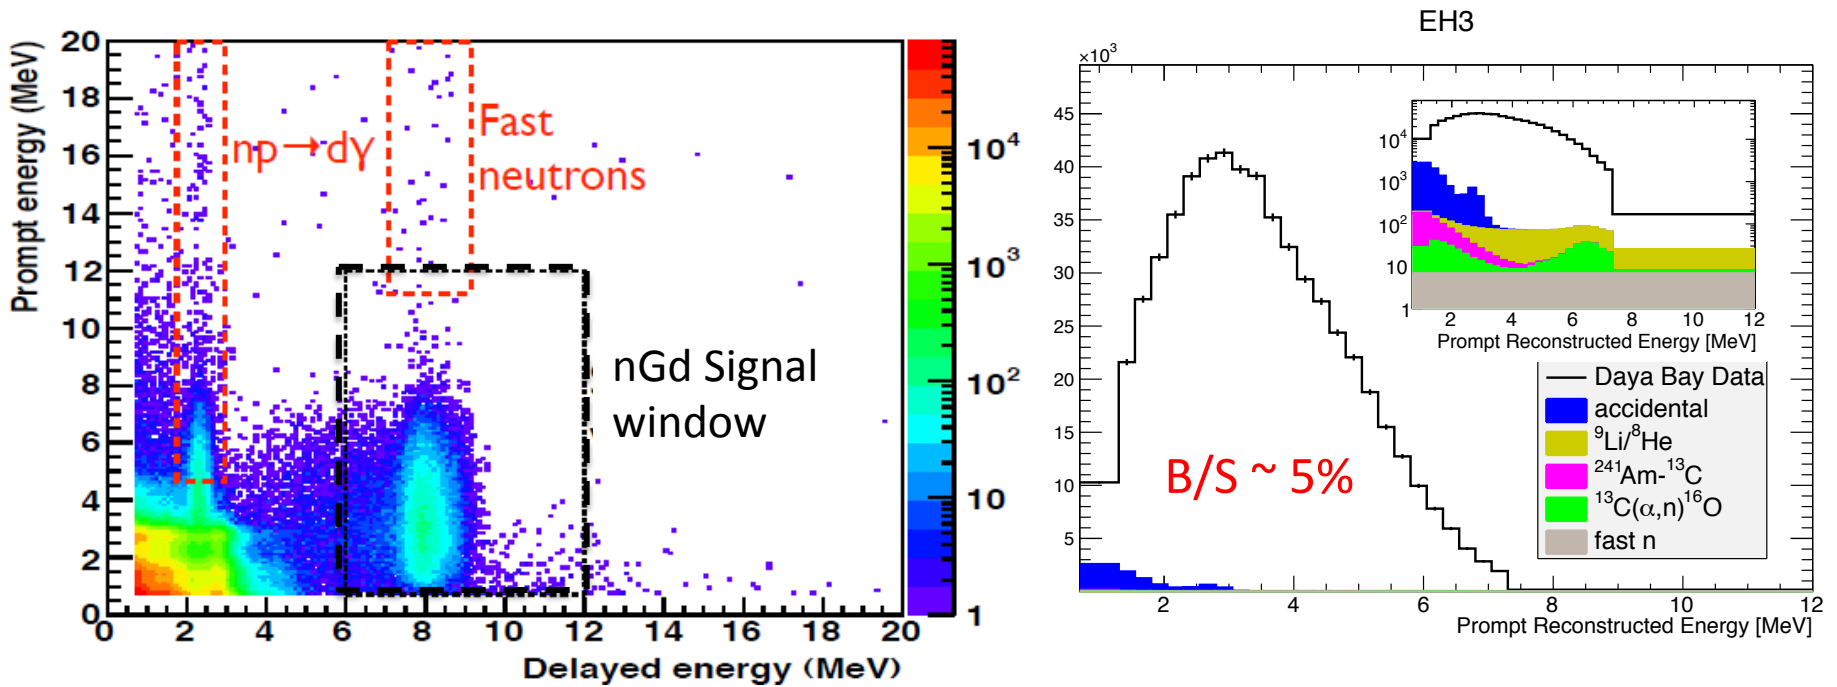 Prompt energy (MeV)
20
18
16
14
12
10
8
6
4
2
0
np→dγ
Fast
neutrons
nGd Signal
window
0 2 4 6 8 10 12 14 16 18 20
Delayed energy (MeV)
10⁴
10³
10²
10
1
EH3
×10³
45
40
35
30
25
20
15
10
5
B/S ~ 5%
2 4 6 8 10 12
Prompt Reconstructed Energy [MeV]
10⁴
10³
10²
10
1
2 4 6 8 10 12
Prompt Reconstructed Energy [MeV]
Daya Bay Data
accidental
⁹Li/⁸He
²⁴¹Am-¹³C
¹³C(α,n)¹⁶O
fast n